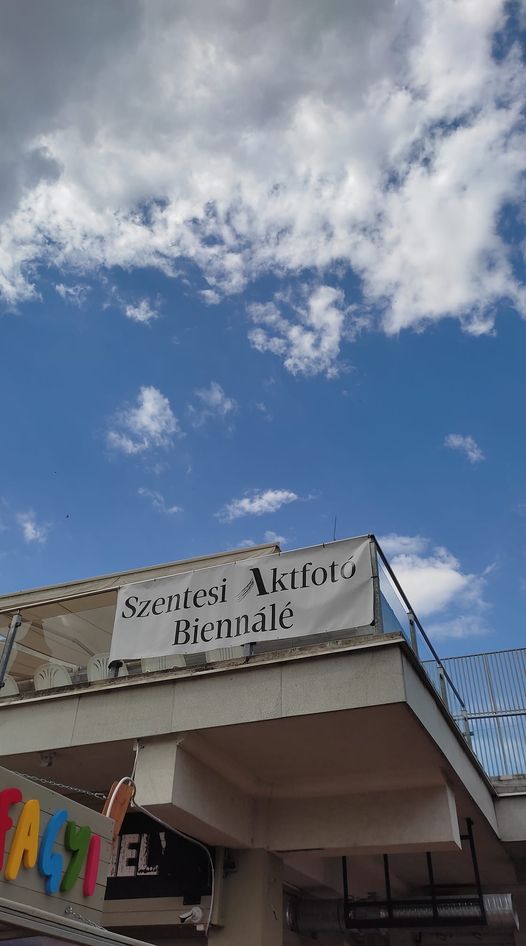 Szentesi Aktfotó
Biennálé
FAGYI